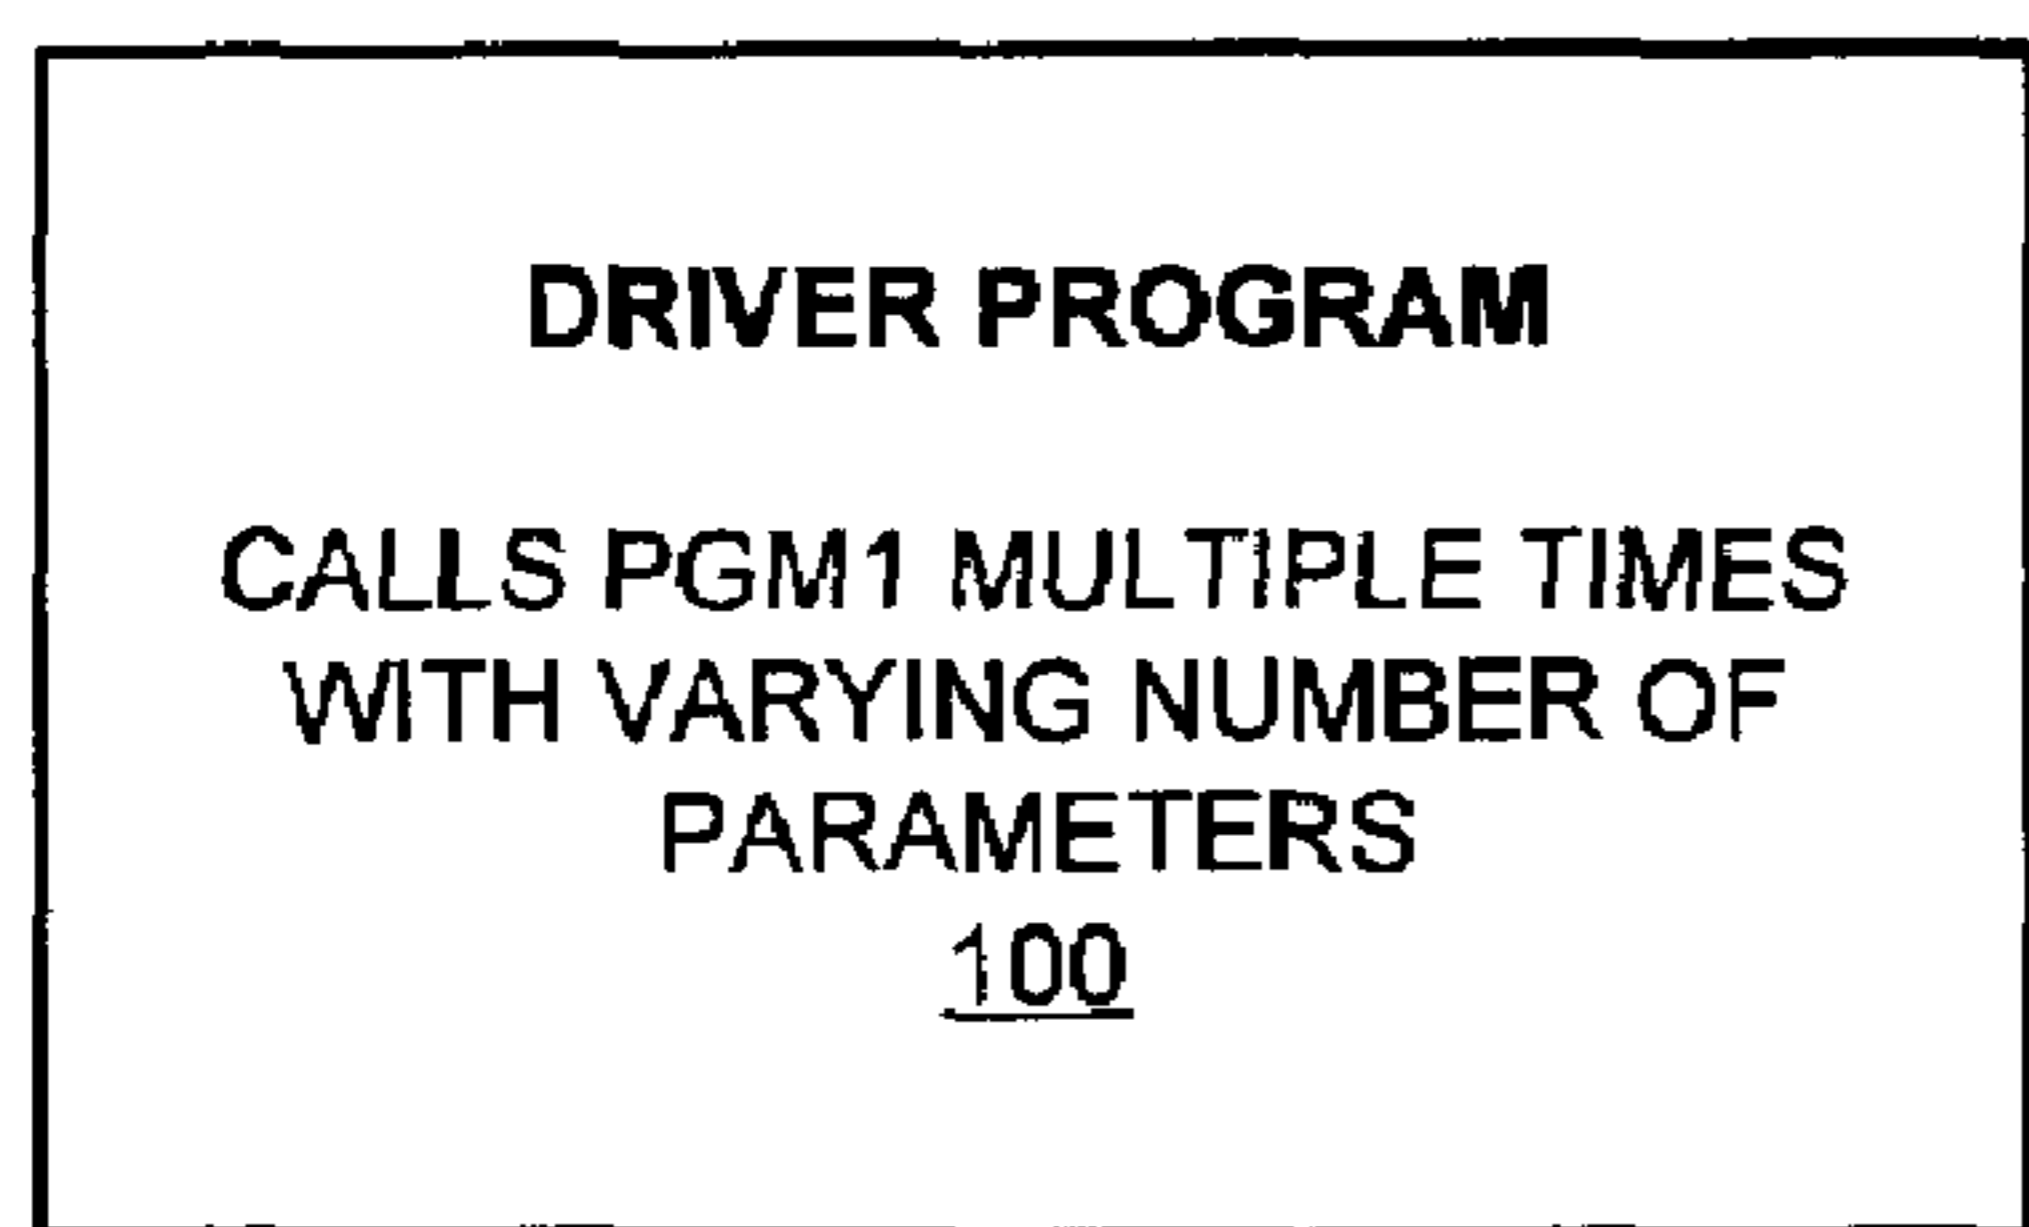 DRIVER PROGRAM
CALLS PGM1 MULTIPLE TIMES
WITH VARYING NUMBER OF
PARAMETERS
100